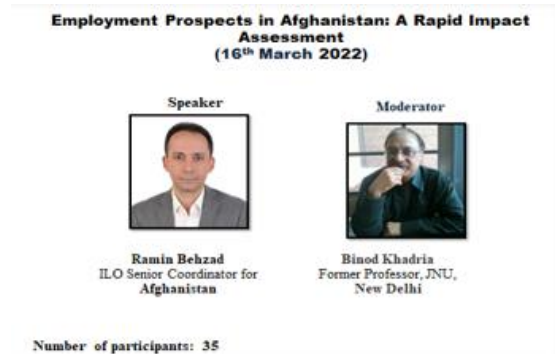 Employment Prospects in Afghanistan: A Rapid Impact
Assessment
(16th March 2022)
Speaker
Moderator
Ramin Behzad
ILO Senior Coordinator for
Afghanistan
Binod Khadria
Former Professor, JNU,
New Delhi
Number of participants: 35